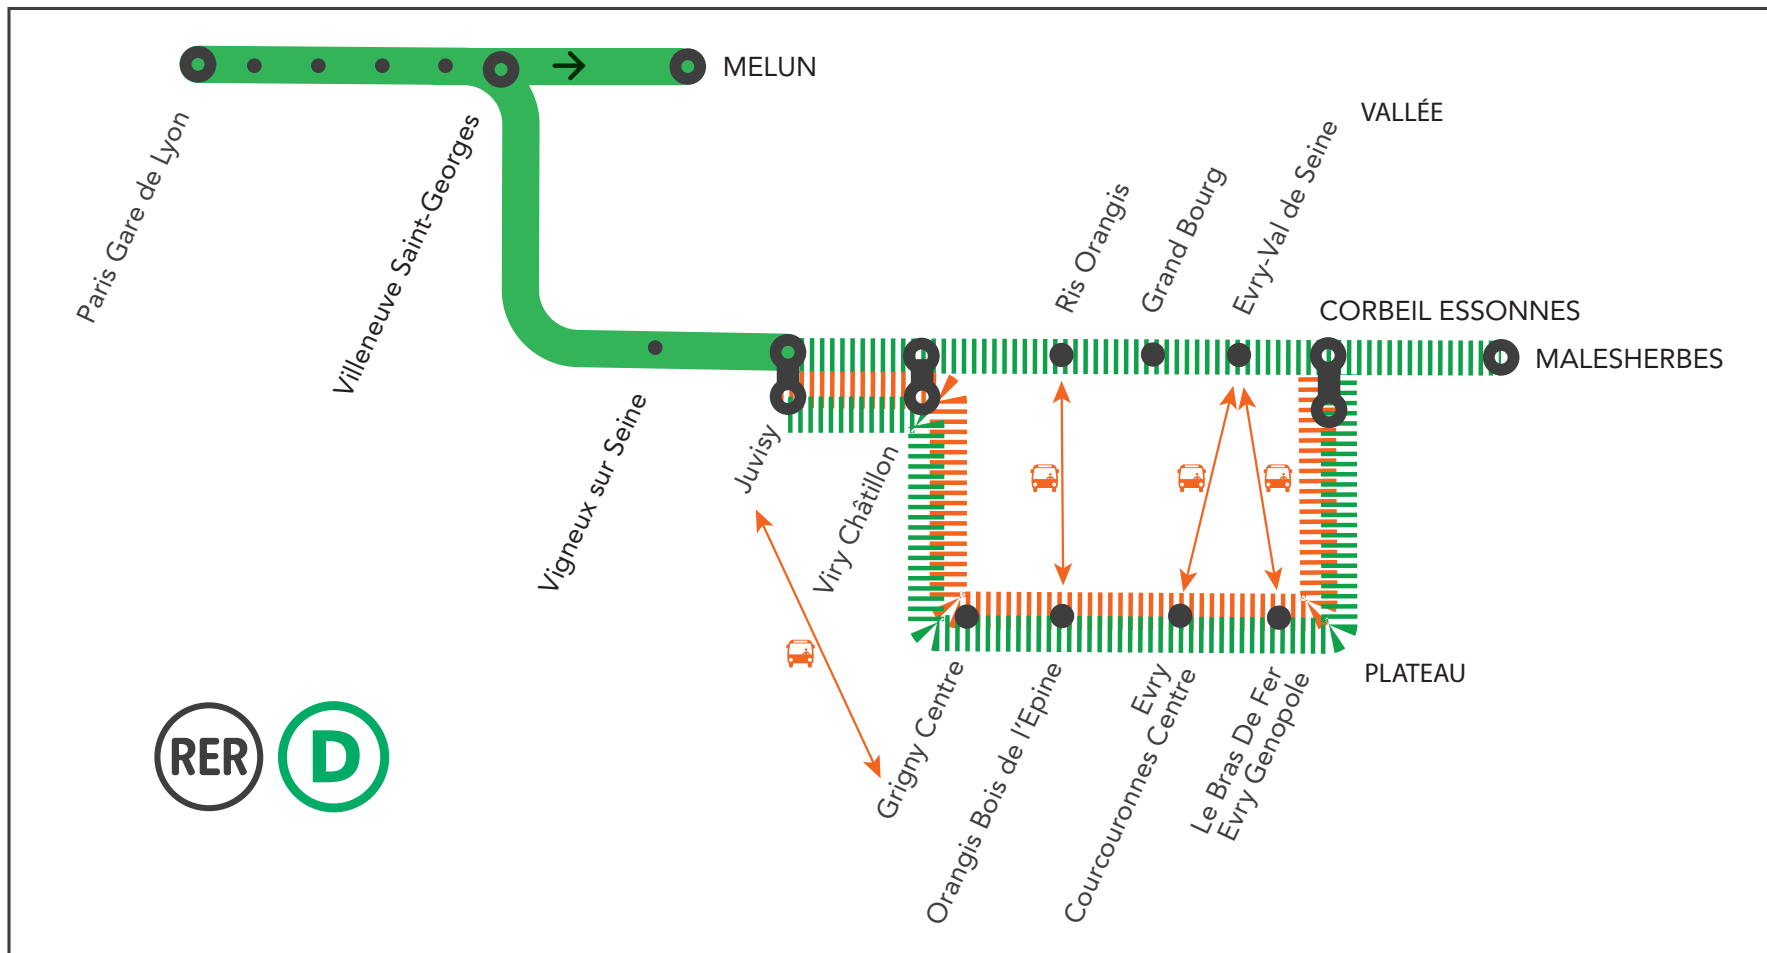 MELUN
VALLÉE
Paris Gare de Lyon
Villeneuve Saint-Georges
Ris Orangis
Grand Bourg
Evry-Val de Seine
CORBEIL ESSONNES
MALESHERBES
Vigneux sur Seine
Juvisy
Viry Châtillon
PLATEAU
Grigny Centre
Orangis Bois de l'Epine
Evry
Courcouronnes Centre
Le Bras De Fer
Evry Genopole
RER D